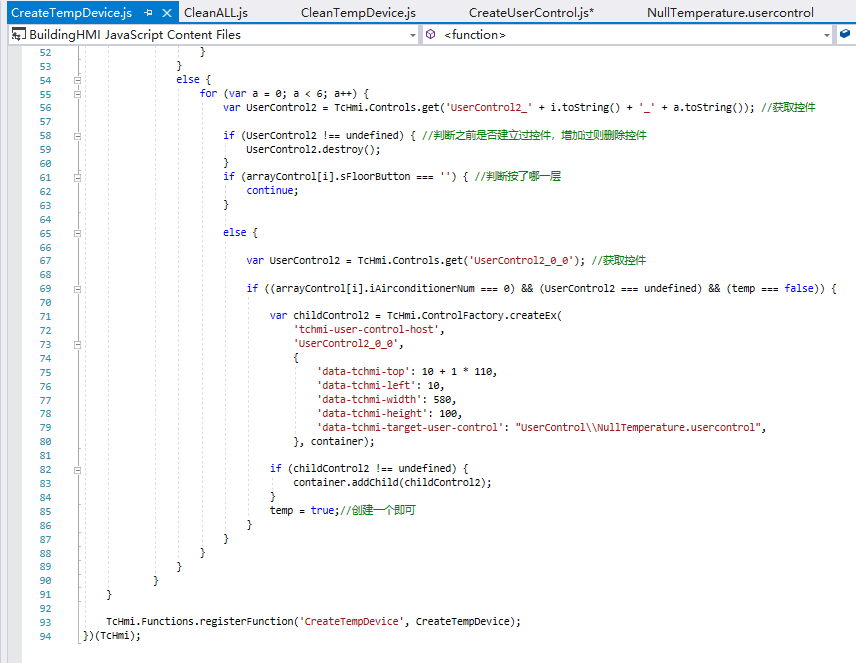 CreateTempDevice.js CleanALL.js CleanTempDevice.js CreateUserControl.js* NullTemperature.usercontrol
BuildingHMI JavaScript Content Files <function>
52 }
53 }
54 else {
55 for (var a = 0; a < 6; a++) {
56 var UserControl2 = TcHmi.Controls.get('UserControl2_' + i.toString() + '_' + a.toString()); //获取控件
57
58 if (UserControl2 !== undefined) { //判断之前是否建立过控件，增加过则删除控件
59 UserControl2.destroy();
60 }
61 if (arrayControl[i].sFloorButton === '') { //判断按了哪一层
62 continue;
63 }
64
65 else {
66
67 var UserControl2 = TcHmi.Controls.get('UserControl2_0_0'); //获取控件
68
69 if ((arrayControl[i].iAirconditionerNum === 0) && (UserControl2 === undefined) && (temp === false)) {
70
71 var childControl2 = TcHmi.ControlFactory.createEx(
72 'tchmi-user-control-host',
73 'UserControl2_0_0',
74 {
75 'data-tchmi-top': 10 + 1 * 110,
76 'data-tchmi-left': 10,
77 'data-tchmi-width': 580,
78 'data-tchmi-height': 100,
79 'data-tchmi-target-user-control': "UserControl\\NullTemperature.usercontrol",
80 }, container);
81
82 if (childControl2 !== undefined) {
83 container.addChild(childControl2);
84 }
85 temp = true;//创建一个即可
86 }
87 }
88 }
89 }
90 }
91 }
92
93 TcHmi.Functions.registerFunction('CreateTempDevice', CreateTempDevice);
94 })(TcHmi);